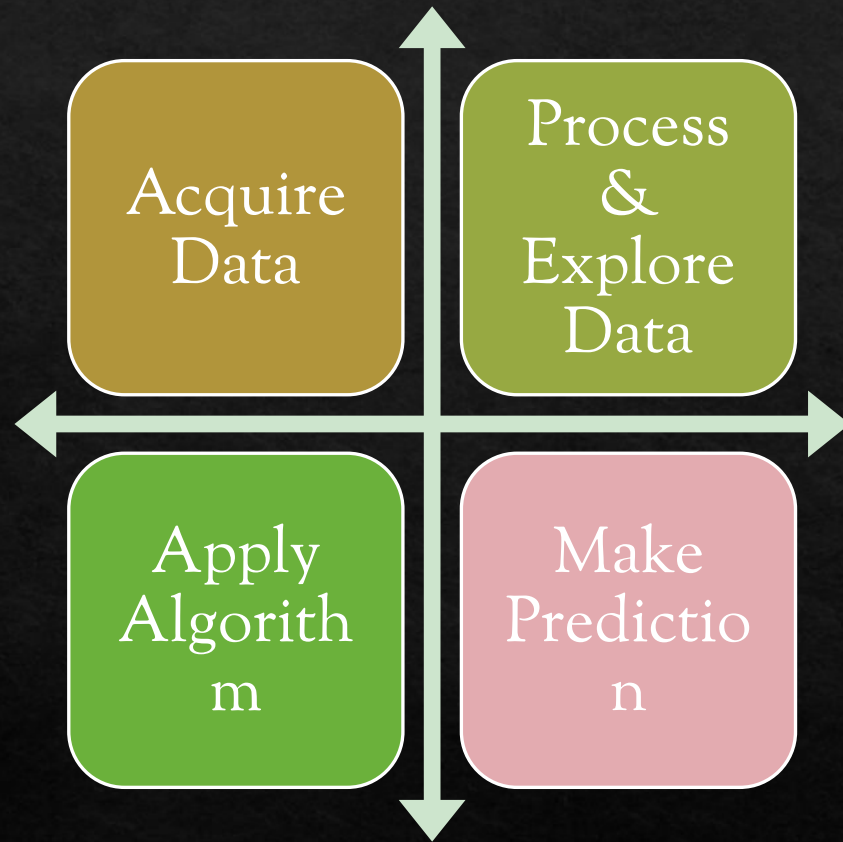 Acquire
Data
Process
&
Explore
Data
Apply
Algorith
m
Make
Predictio
n